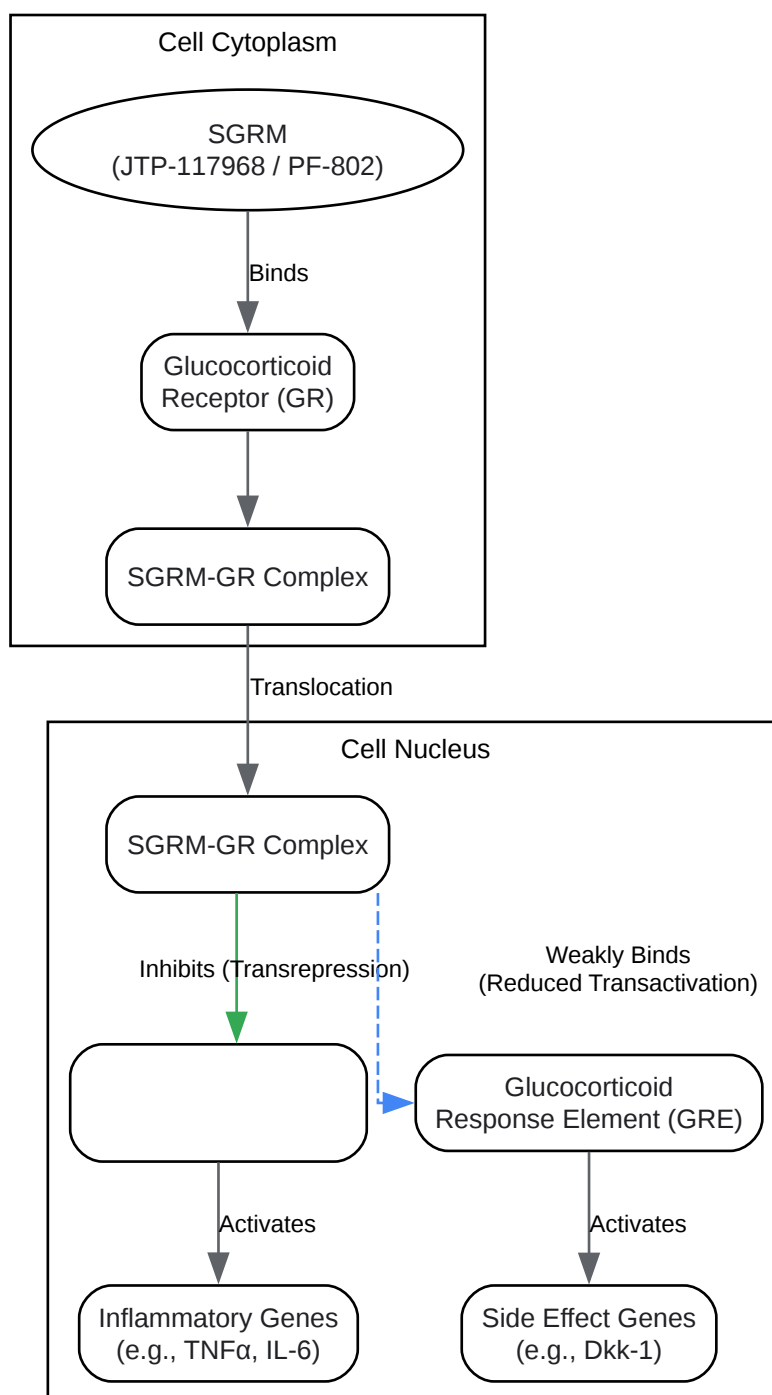 Cell Cytoplasm
SGRM
(JTP-117968 / PF-802)
Binds
Glucocorticoid
Receptor (GR)
SGRM-GR Complex
Translocation
Cell Nucleus
SGRM-GR Complex
Inhibits (Transrepression)
Weakly Binds
(Reduced Transactivation)
Glucocorticoid
Response Element (GRE)
Activates
Activates
Inflammatory Genes
(e.g., TNFα, IL-6)
Side Effect Genes
(e.g., Dkk-1)